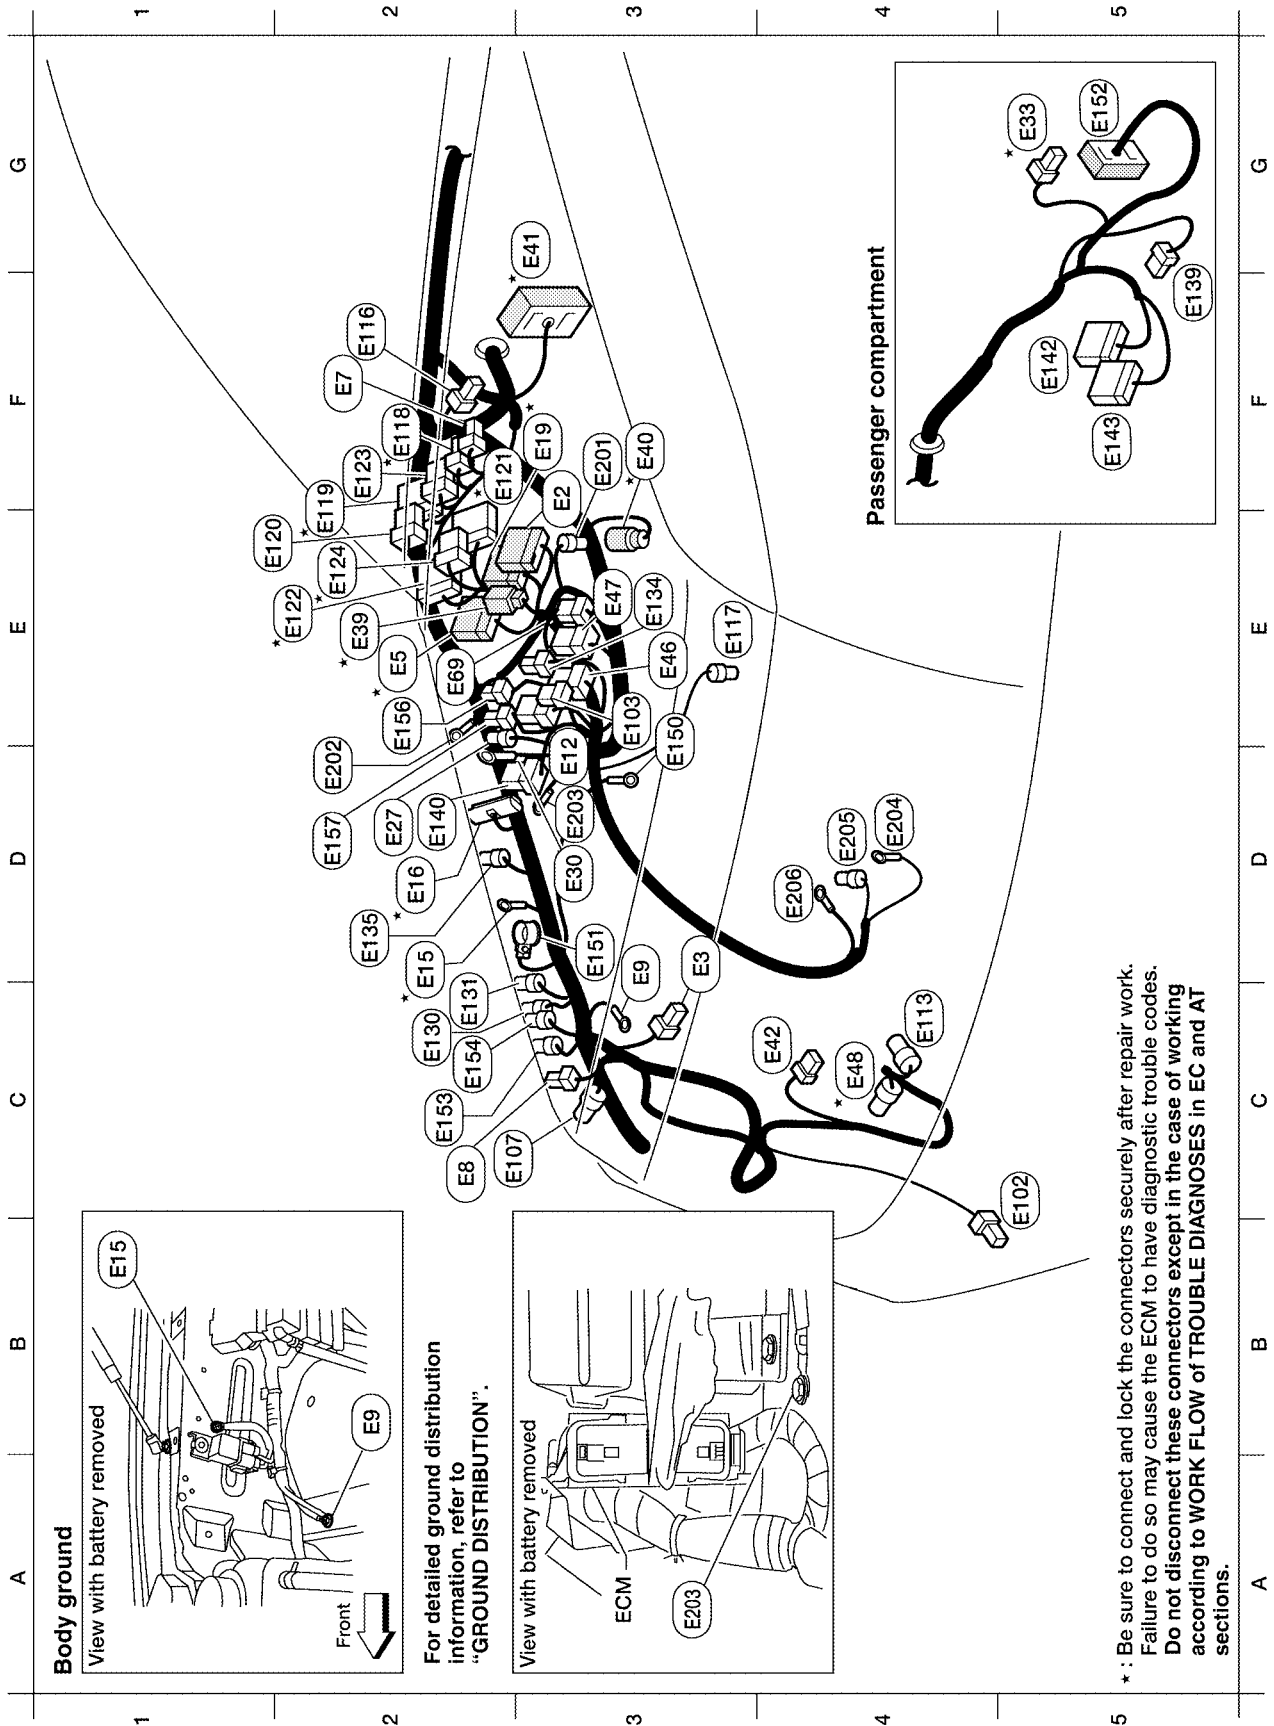 A B C D E F G
1
2
3
4
5
Body ground
View with battery removed
E15
E9
Front
For detailed ground distribution
information, refer to
“GROUND DISTRIBUTION”.
View with battery removed
ECM
E203
E116
E7
★ E41
★ E118
E123
★ E119
E120
★ E124
★ E122
★ E39
★ E5
E69
E156
E202
E157
E27
E140
★ E16
E135
★ E15
E131
E130
E154
E153
E8
E107
★ E19
★ E121
E2
E201
★ E40
E47
E134
E117
E46
E103
E150
E12
E203
E30
E151
E9
E3
E205
E204
E206
E42
★ E48
E113
E102
Passenger compartment
★ E33
E152
E139
E142
E143
★ : Be sure to connect and lock the connectors securely after repair work.
Failure to do so may cause the ECM to have diagnostic trouble codes.
Do not disconnect these connectors except in the case of working
according to WORK FLOW of TROUBLE DIAGNOSES in EC and AT
sections.
A B C D E F G
1
2
3
4
5